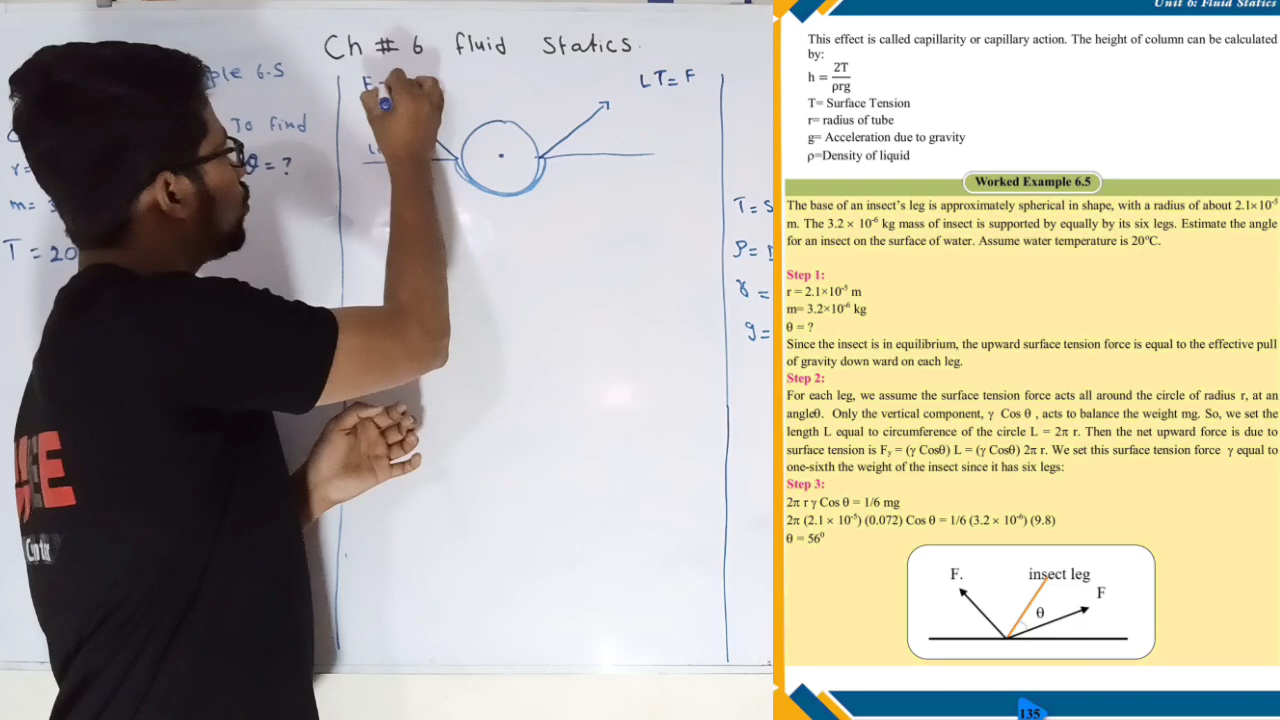 Ch # 6 fluid statics.
ple 6.5
LT = F
To find
θ = ?
m= 3
T = 20
T = S
ρ =
γ =
g =
Unit 6: Fluid Statics
This effect is called capillarity or capillary action. The height of column can be calculated
by:
h = 2T/ρrg
T= Surface Tension
r= radius of tube
g= Acceleration due to gravity
ρ=Density of liquid
Worked Example 6.5
The base of an insect's leg is approximately spherical in shape, with a radius of about 2.1×10⁻⁵
m. The 3.2 × 10⁻⁶ kg mass of insect is supported by equally by its six legs. Estimate the angle
for an insect on the surface of water. Assume water temperature is 20°C.
Step 1:
r = 2.1×10⁻⁵ m
m= 3.2×10⁻⁶ kg
θ = ?
Since the insect is in equilibrium, the upward surface tension force is equal to the effective pull
of gravity down ward on each leg.
Step 2:
For each leg, we assume the surface tension force acts all around the circle of radius r, at an
angleθ. Only the vertical component, γ Cos θ , acts to balance the weight mg. So, we set the
length L equal to circumference of the circle L = 2π r. Then the net upward force is due to
surface tension is Fᵧ = (γ Cosθ) L = (γ Cosθ) 2π r. We set this surface tension force γ equal to
one-sixth the weight of the insect since it has six legs:
Step 3:
2π r γ Cos θ = 1/6 mg
2π (2.1 × 10⁻⁵) (0.072) Cos θ = 1/6 (3.2 × 10⁻⁶) (9.8)
θ = 56⁰
F.
insect leg
F
θ
135